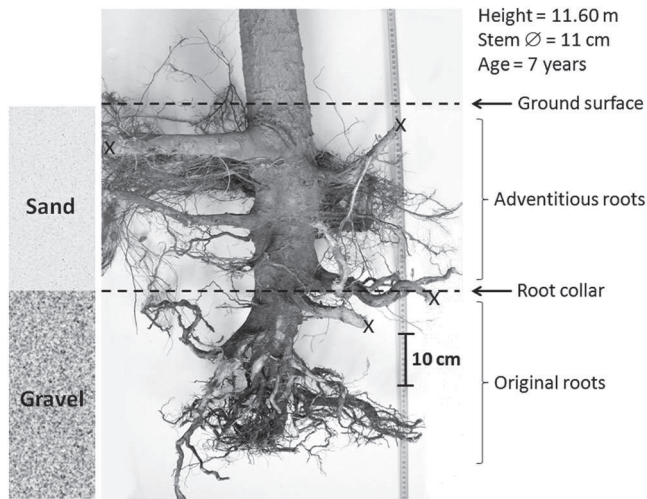 Height = 11.60 m
Stem Ø = 11 cm
Age = 7 years
Ground surface
X
X
Sand
Adventitious roots
Root collar
X
X
10 cm
Gravel
Original roots